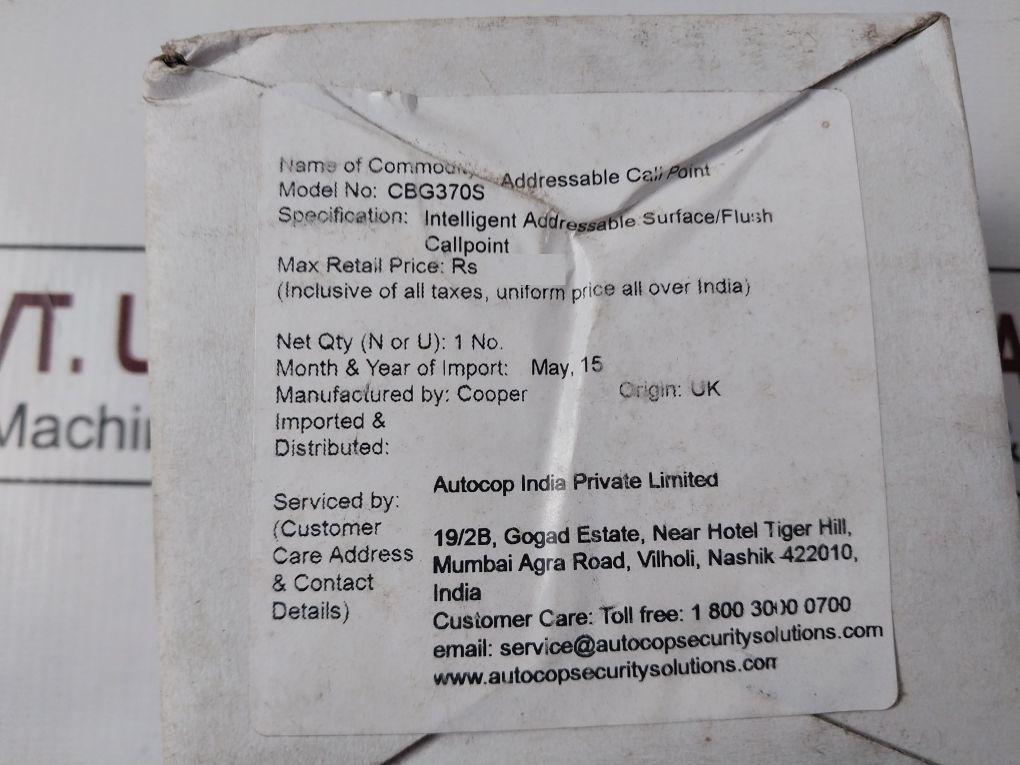 Name of Commodity Addressable Call Point
Model No: CBG370S
Specification: Intelligent Addressable Surface/Flush
Callpoint
Max Retail Price: Rs
(Inclusive of all taxes, uniform price all over India)
Net Qty (N or U): 1 No.
Month & Year of Import: May, 15
Manufactured by: Cooper Origin: UK
Imported &
Distributed:
Autocop India Private Limited
Serviced by:
(Customer
Care Address
& Contact
Details)
19/2B, Gogad Estate, Near Hotel Tiger Hill,
Mumbai Agra Road, Vilholi, Nashik 422010,
India
Customer Care: Toll free: 1 800 3000 0700
email: service@autocopsecuritysolutions.com
www.autocopsecuritysolutions.com
VT. U
Machin